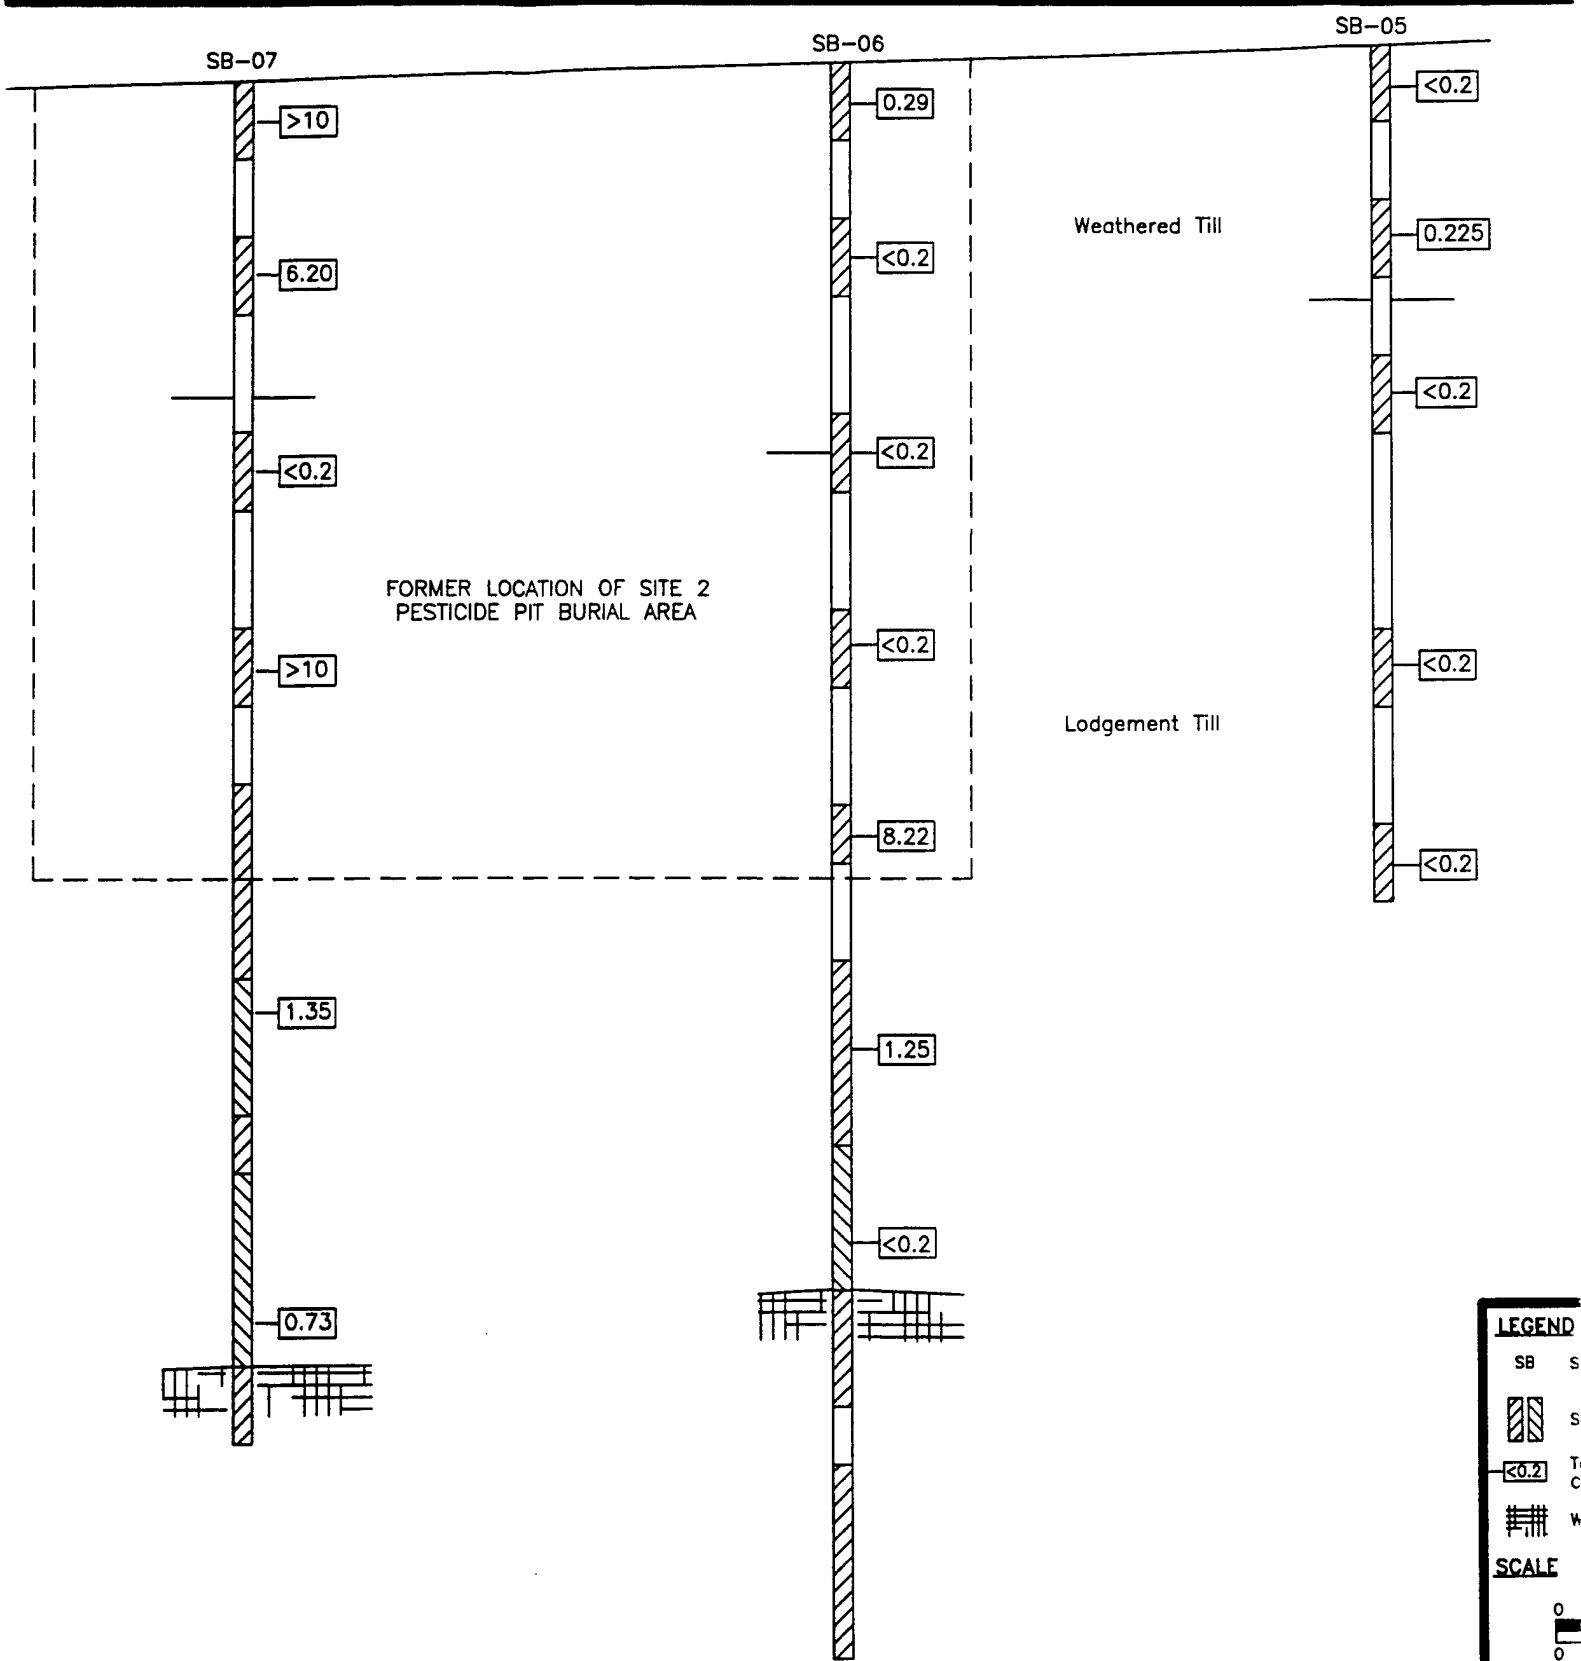 SB-07
SB-06
SB-05
>10
6.20
<0.2
>10
1.35
0.73
0.29
<0.2
<0.2
<0.2
8.22
1.25
<0.2
<0.2
0.225
<0.2
<0.2
<0.2
Weathered Till
FORMER LOCATION OF SITE 2
PESTICIDE PIT BURIAL AREA
Lodgement Till
LEGEND
SB S
S
<0.2
SCALE
0
0